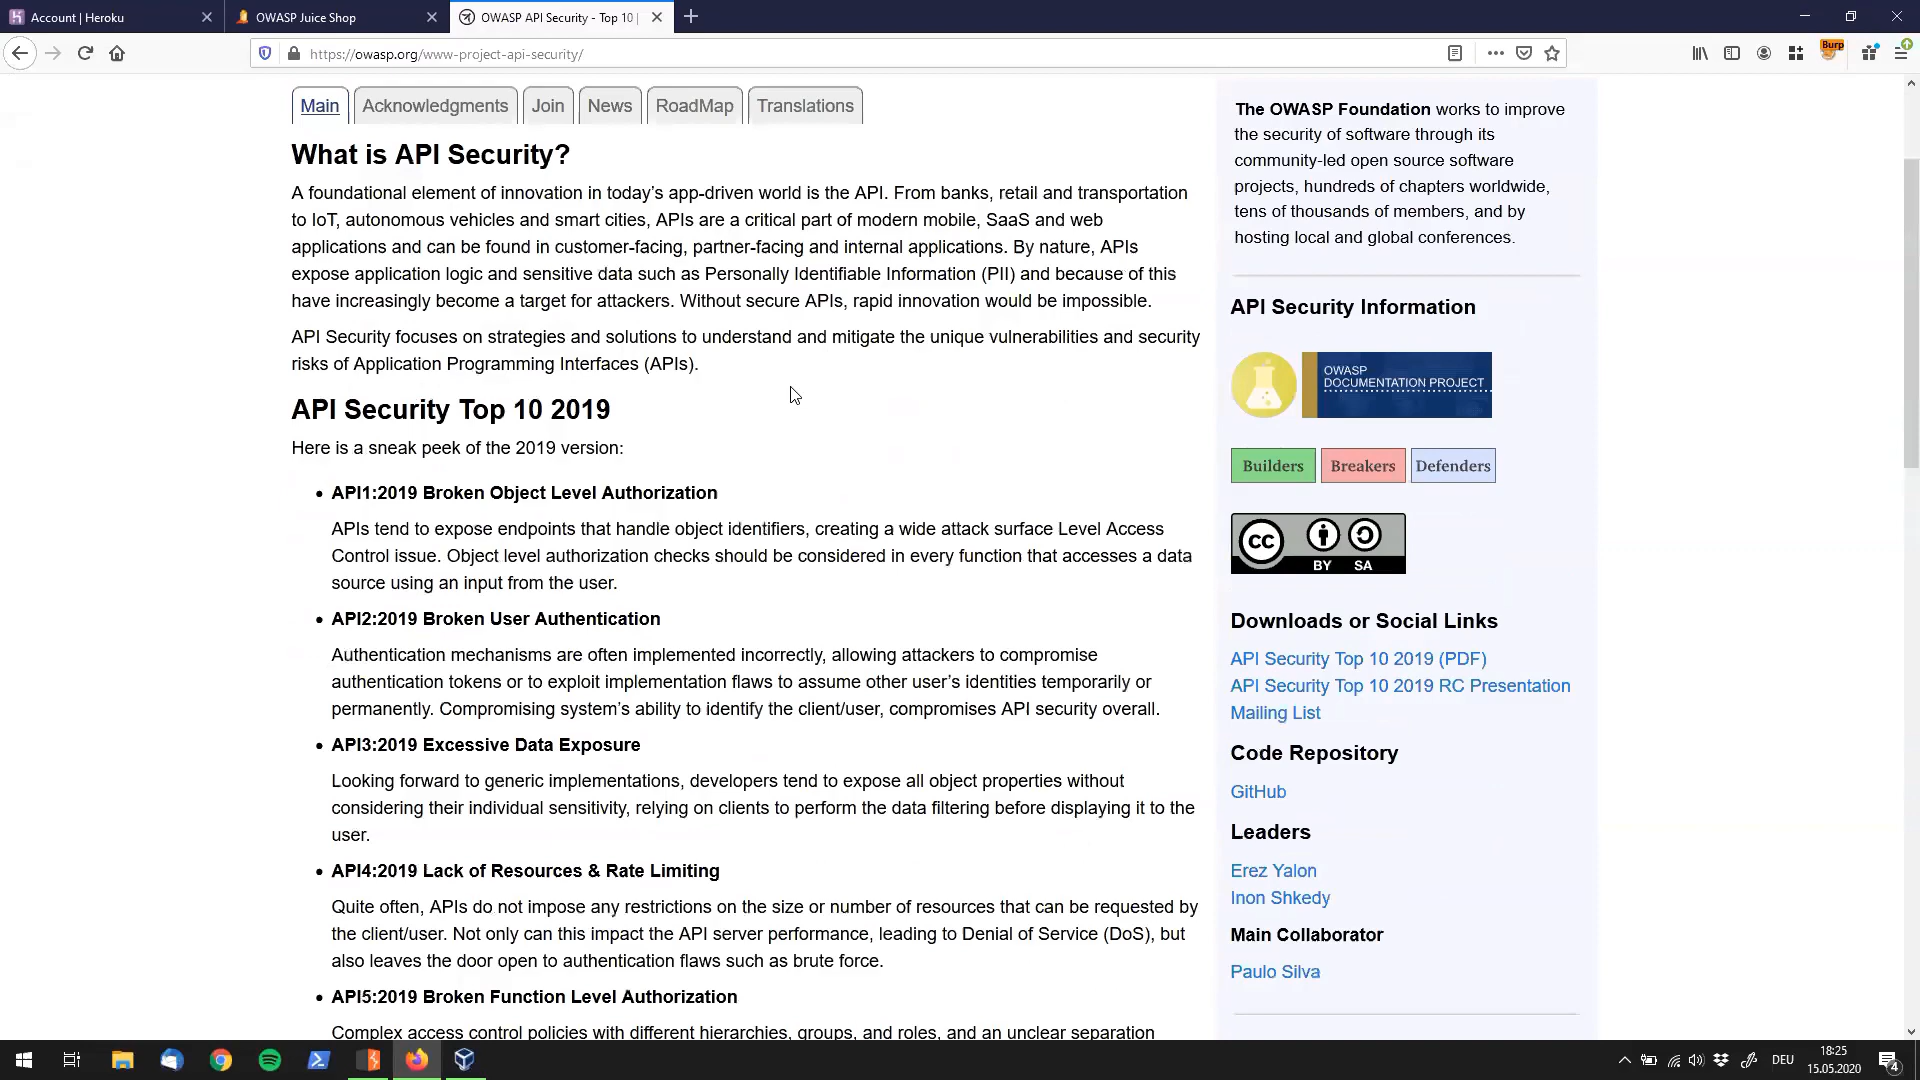 Account | Heroku
OWASP Juice Shop
OWASP API Security - Top 10 |
https://owasp.org/www-project-api-security/
Burp
Main
Acknowledgments
Join
News
RoadMap
Translations
What is API Security?
A foundational element of innovation in today’s app-driven world is the API. From banks, retail and transportation
to IoT, autonomous vehicles and smart cities, APIs are a critical part of modern mobile, SaaS and web
applications and can be found in customer-facing, partner-facing and internal applications. By nature, APIs
expose application logic and sensitive data such as Personally Identifiable Information (PII) and because of this
have increasingly become a target for attackers. Without secure APIs, rapid innovation would be impossible.
API Security focuses on strategies and solutions to understand and mitigate the unique vulnerabilities and security
risks of Application Programming Interfaces (APIs).
API Security Top 10 2019
Here is a sneak peek of the 2019 version:
API1:2019 Broken Object Level Authorization
APIs tend to expose endpoints that handle object identifiers, creating a wide attack surface Level Access
Control issue. Object level authorization checks should be considered in every function that accesses a data
source using an input from the user.
API2:2019 Broken User Authentication
Authentication mechanisms are often implemented incorrectly, allowing attackers to compromise
authentication tokens or to exploit implementation flaws to assume other user’s identities temporarily or
permanently. Compromising system’s ability to identify the client/user, compromises API security overall.
API3:2019 Excessive Data Exposure
Looking forward to generic implementations, developers tend to expose all object properties without
considering their individual sensitivity, relying on clients to perform the data filtering before displaying it to the
user.
API4:2019 Lack of Resources & Rate Limiting
Quite often, APIs do not impose any restrictions on the size or number of resources that can be requested by
the client/user. Not only can this impact the API server performance, leading to Denial of Service (DoS), but
also leaves the door open to authentication flaws such as brute force.
API5:2019 Broken Function Level Authorization
Complex access control policies with different hierarchies, groups, and roles, and an unclear separation
The OWASP Foundation works to improve
the security of software through its
community-led open source software
projects, hundreds of chapters worldwide,
tens of thousands of members, and by
hosting local and global conferences.
API Security Information
OWASP
DOCUMENTATION PROJECT
Builders
Breakers
Defenders
CC
BY SA
Downloads or Social Links
API Security Top 10 2019 (PDF)
API Security Top 10 2019 RC Presentation
Mailing List
Code Repository
GitHub
Leaders
Erez Yalon
Inon Shkedy
Main Collaborator
Paulo Silva
DEU
18:25
15.05.2020
4